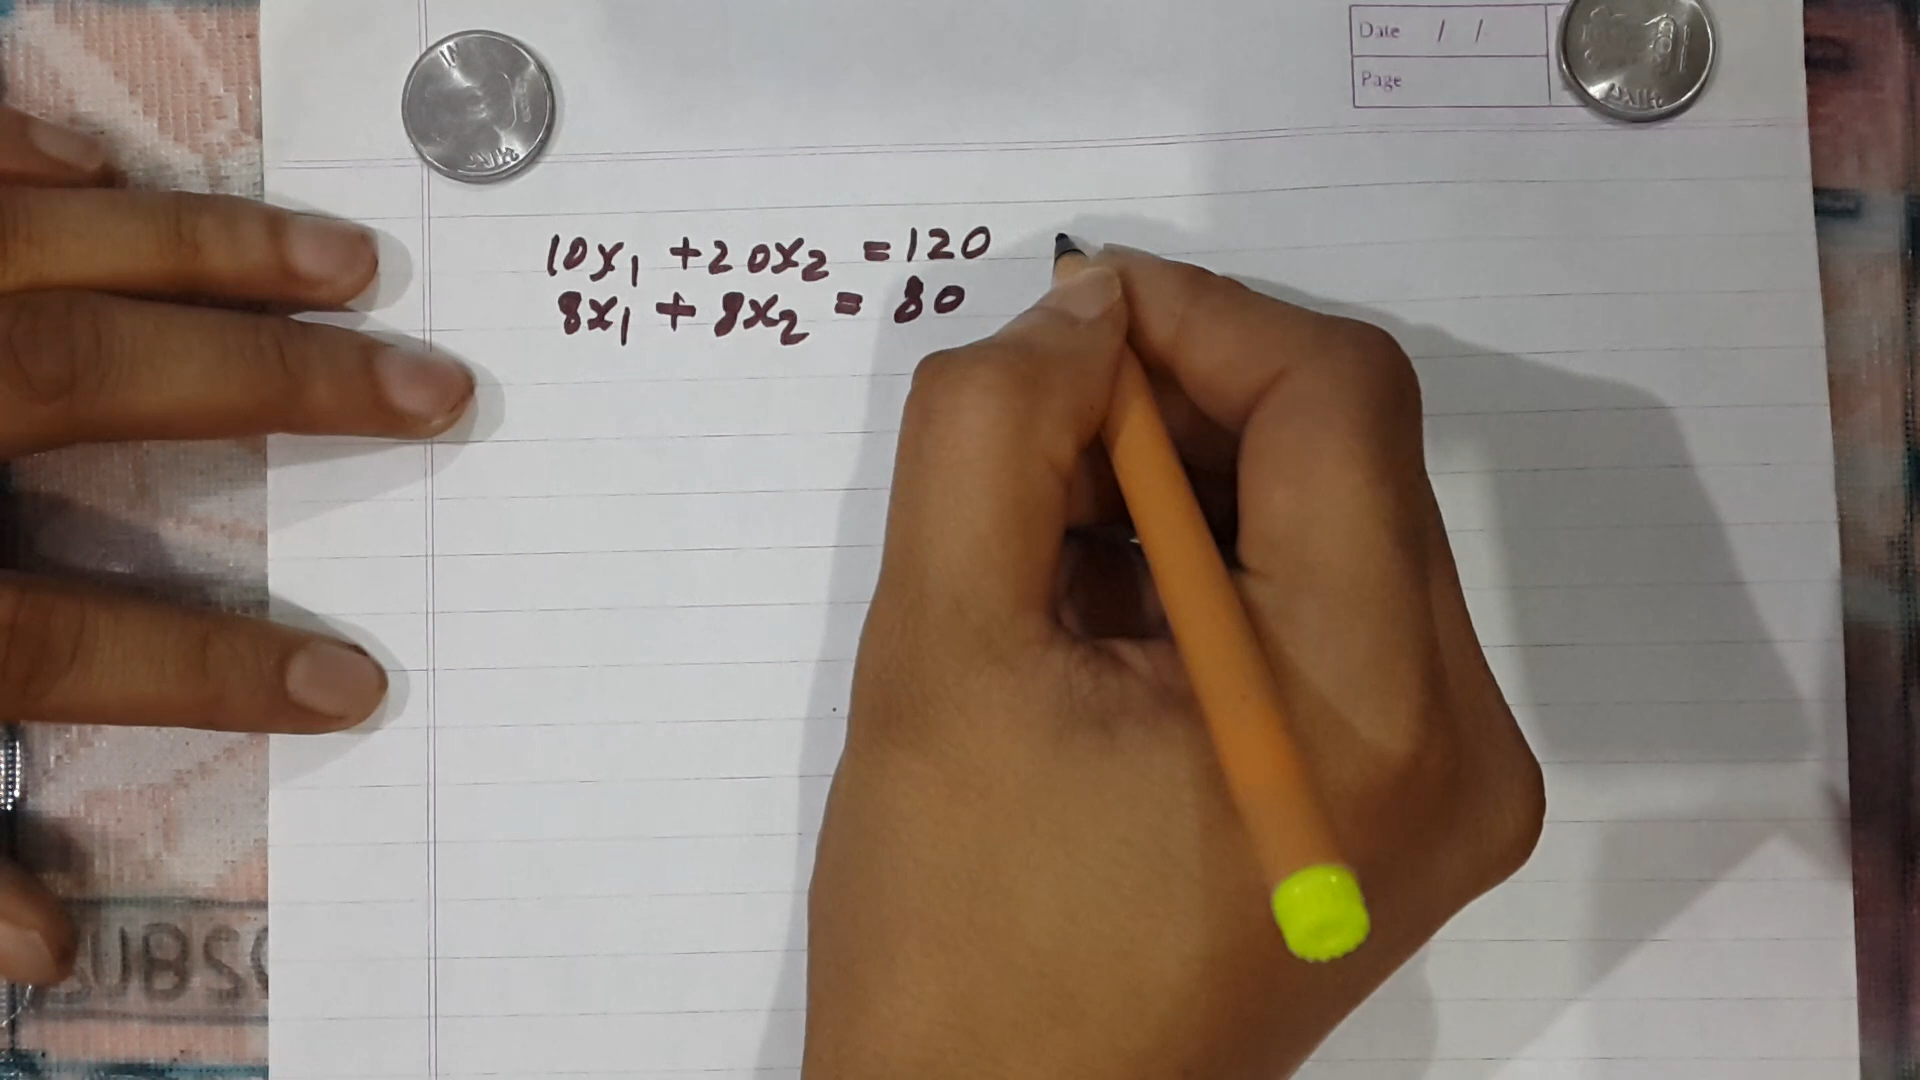 Date / /
Page
10x₁ + 20x₂ = 120
8x₁ + 8x₂ = 80